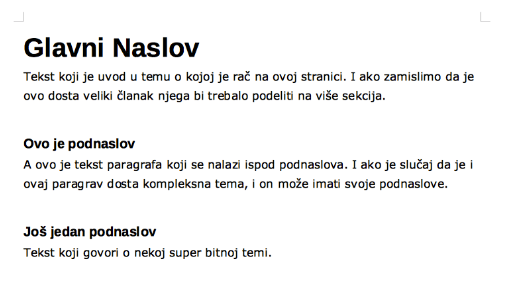 Glavni Naslov
Tekst koji je uvod u temu o kojoj je rač na ovoj stranici. I ako zamislimo da je
ovo dosta veliki članak njega bi trebalo podeliti na više sekcija.
Ovo je podnaslov
A ovo je tekst paragrafa koji se nalazi ispod podnaslova. I ako je slučaj da je i
ovaj paragrav dosta kompleksna tema, i on može imati svoje podnaslove.
Još jedan podnaslov
Tekst koji govori o nekoj super bitnoj temi.